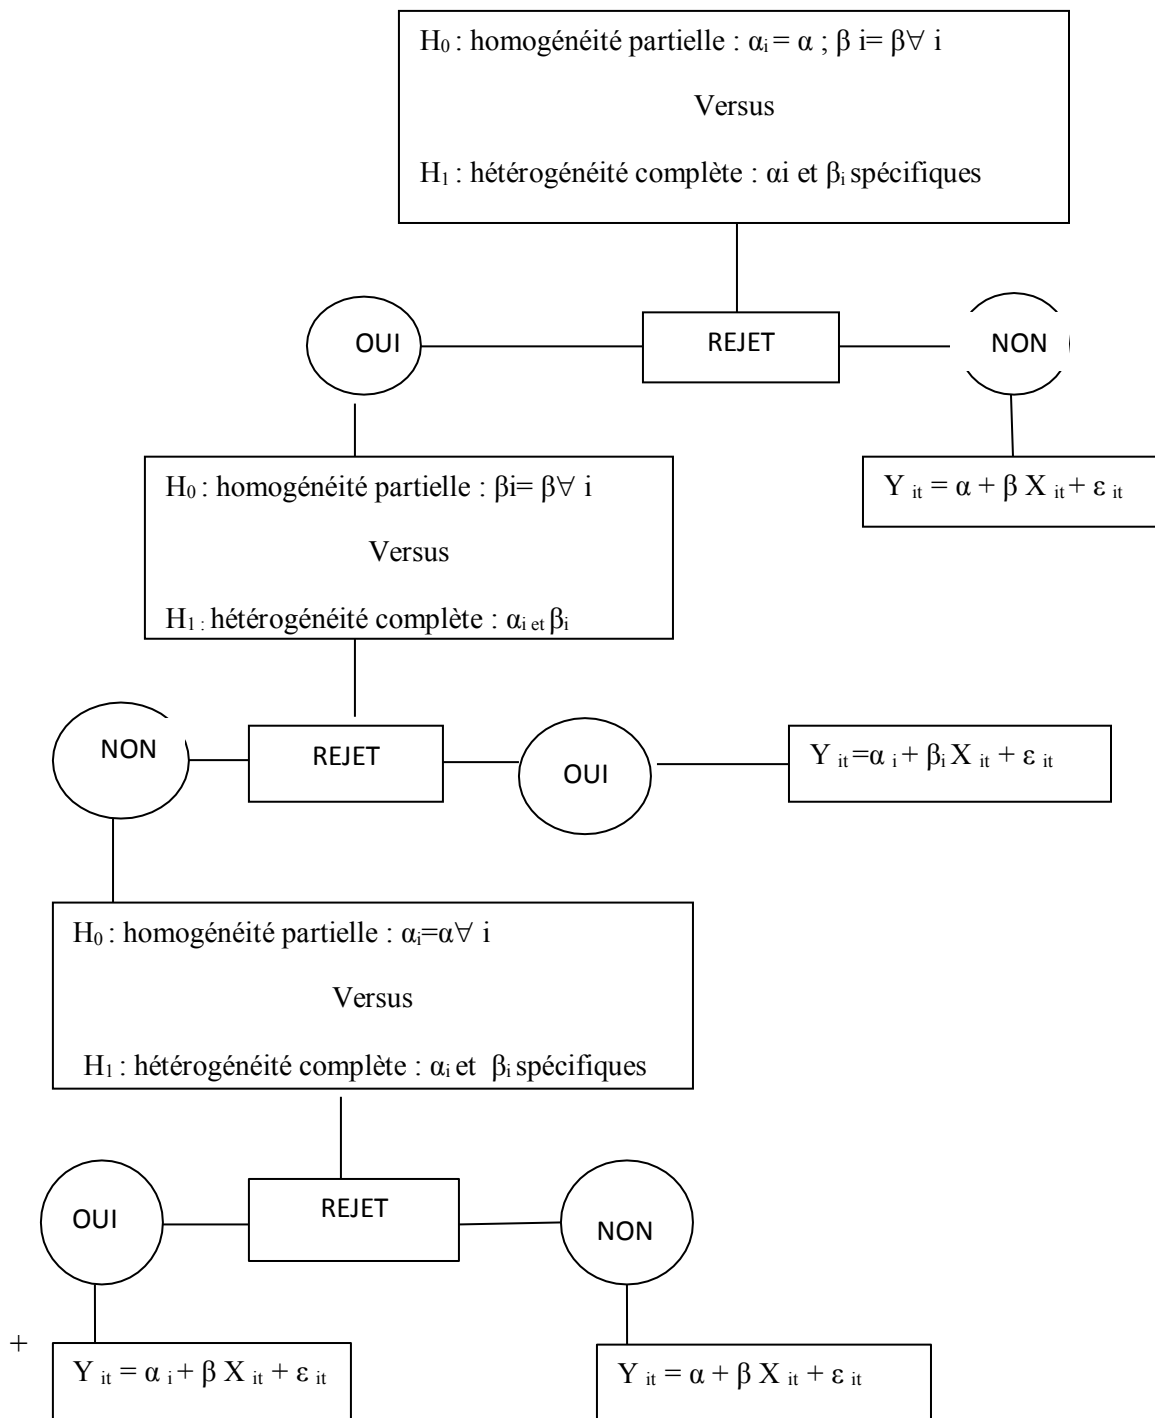 H₀ : homogénéité partielle : αᵢ = α ; β i= β∀ i
Versus
H₁ : hétérogénéité complète : αi et βᵢ spécifiques
OUI
REJET
NON
H₀ : homogénéité partielle : βi= β∀ i
Versus
H₁ : hétérogénéité complète : αᵢ et βᵢ
Y it = α + β X it + ε it
NON
REJET
OUI
Y it =α i + βᵢ X it + ε it
H₀ : homogénéité partielle : αᵢ=α∀ i
Versus
H₁ : hétérogénéité complète : αᵢ et βᵢ spécifiques
OUI
REJET
NON
+
Y it = α i + β X it + ε it
Y it = α + β X it + ε it